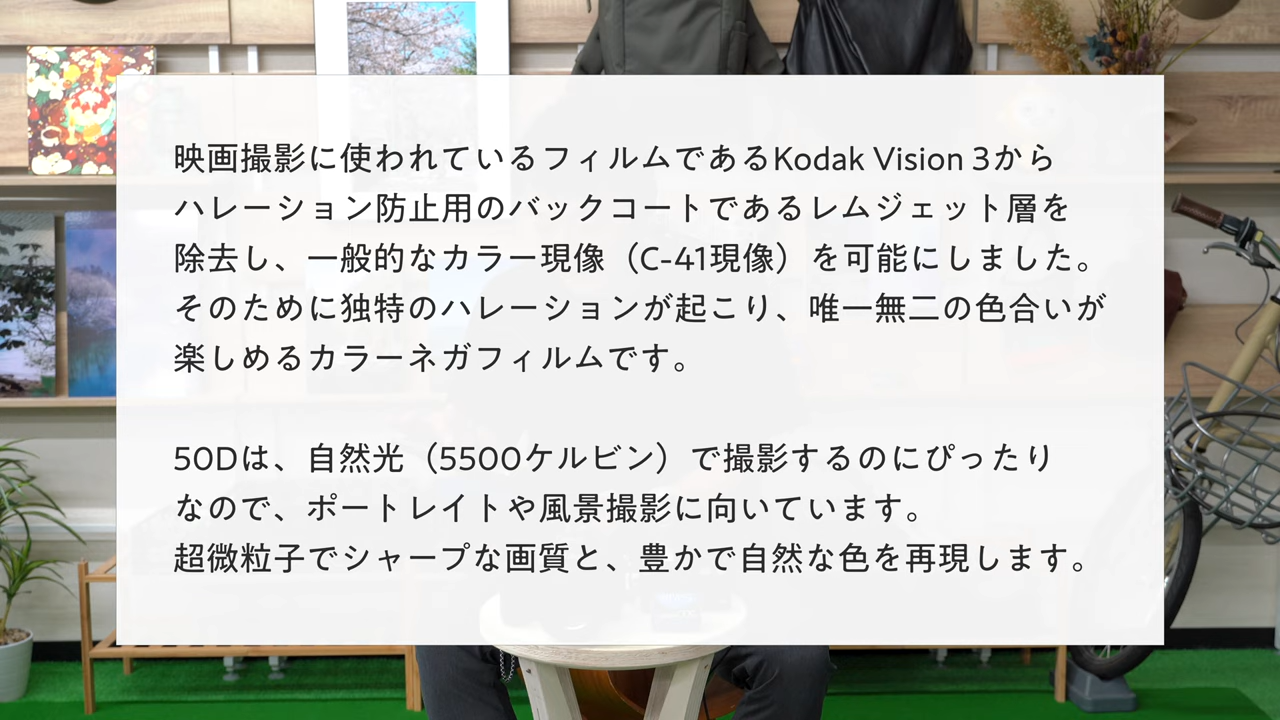 映画撮影に使われているフィルムであるKodak Vision 3から
ハレーション防止用のバックコートであるレムジェット層を
除去し、一般的なカラー現像（C-41現像）を可能にしました。
そのために独特のハレーションが起こり、唯一無二の色合いが
楽しめるカラーネガフィルムです。
50Dは、自然光（5500ケルビン）で撮影するのにぴったり
なので、ポートレイトや風景撮影に向いています。
超微粒子でシャープな画質と、豊かで自然な色を再現します。